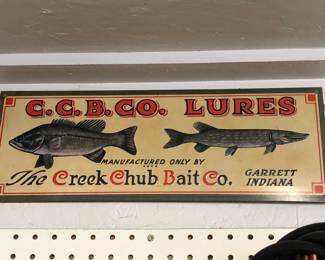 C.C.B.CO. LURES
MANUFACTURED ONLY BY
The Creek Chub Bait Co.
GARRETT
INDIANA